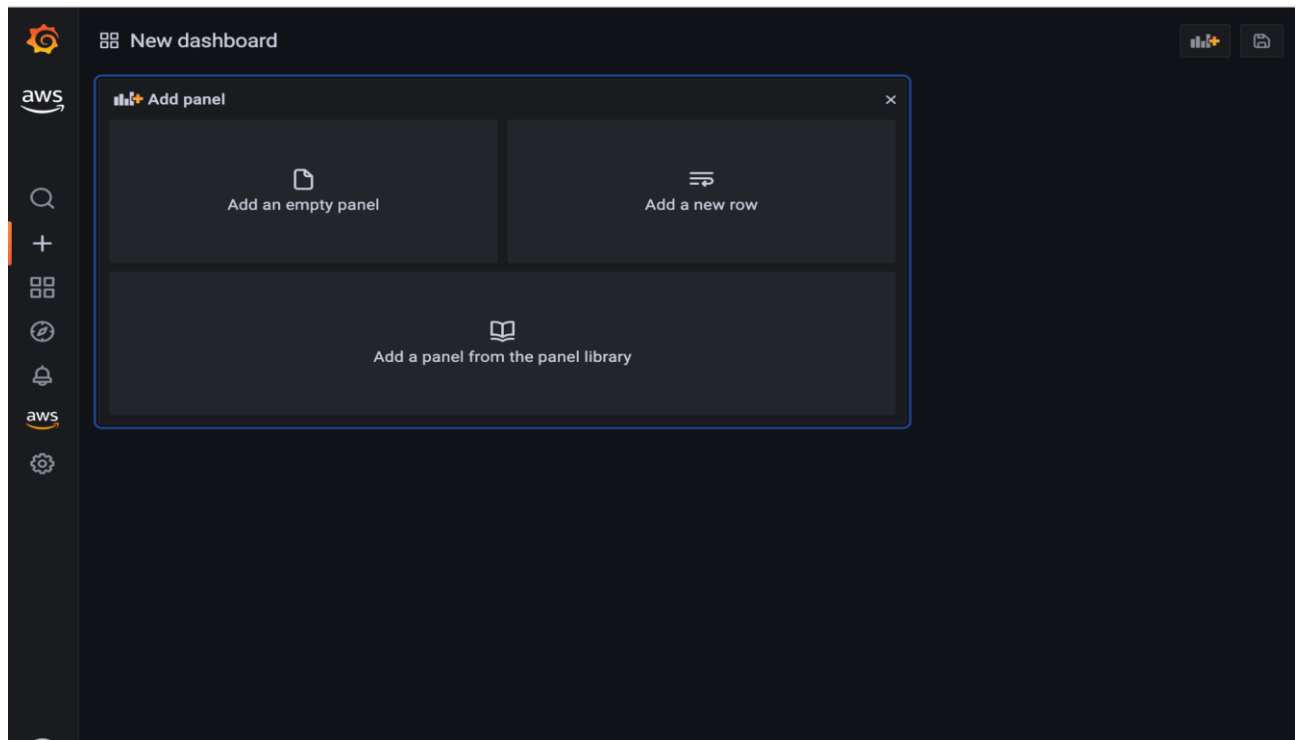 New dashboard
aws
Add panel
Add an empty panel
Add a new row
Add a panel from the panel library
aws